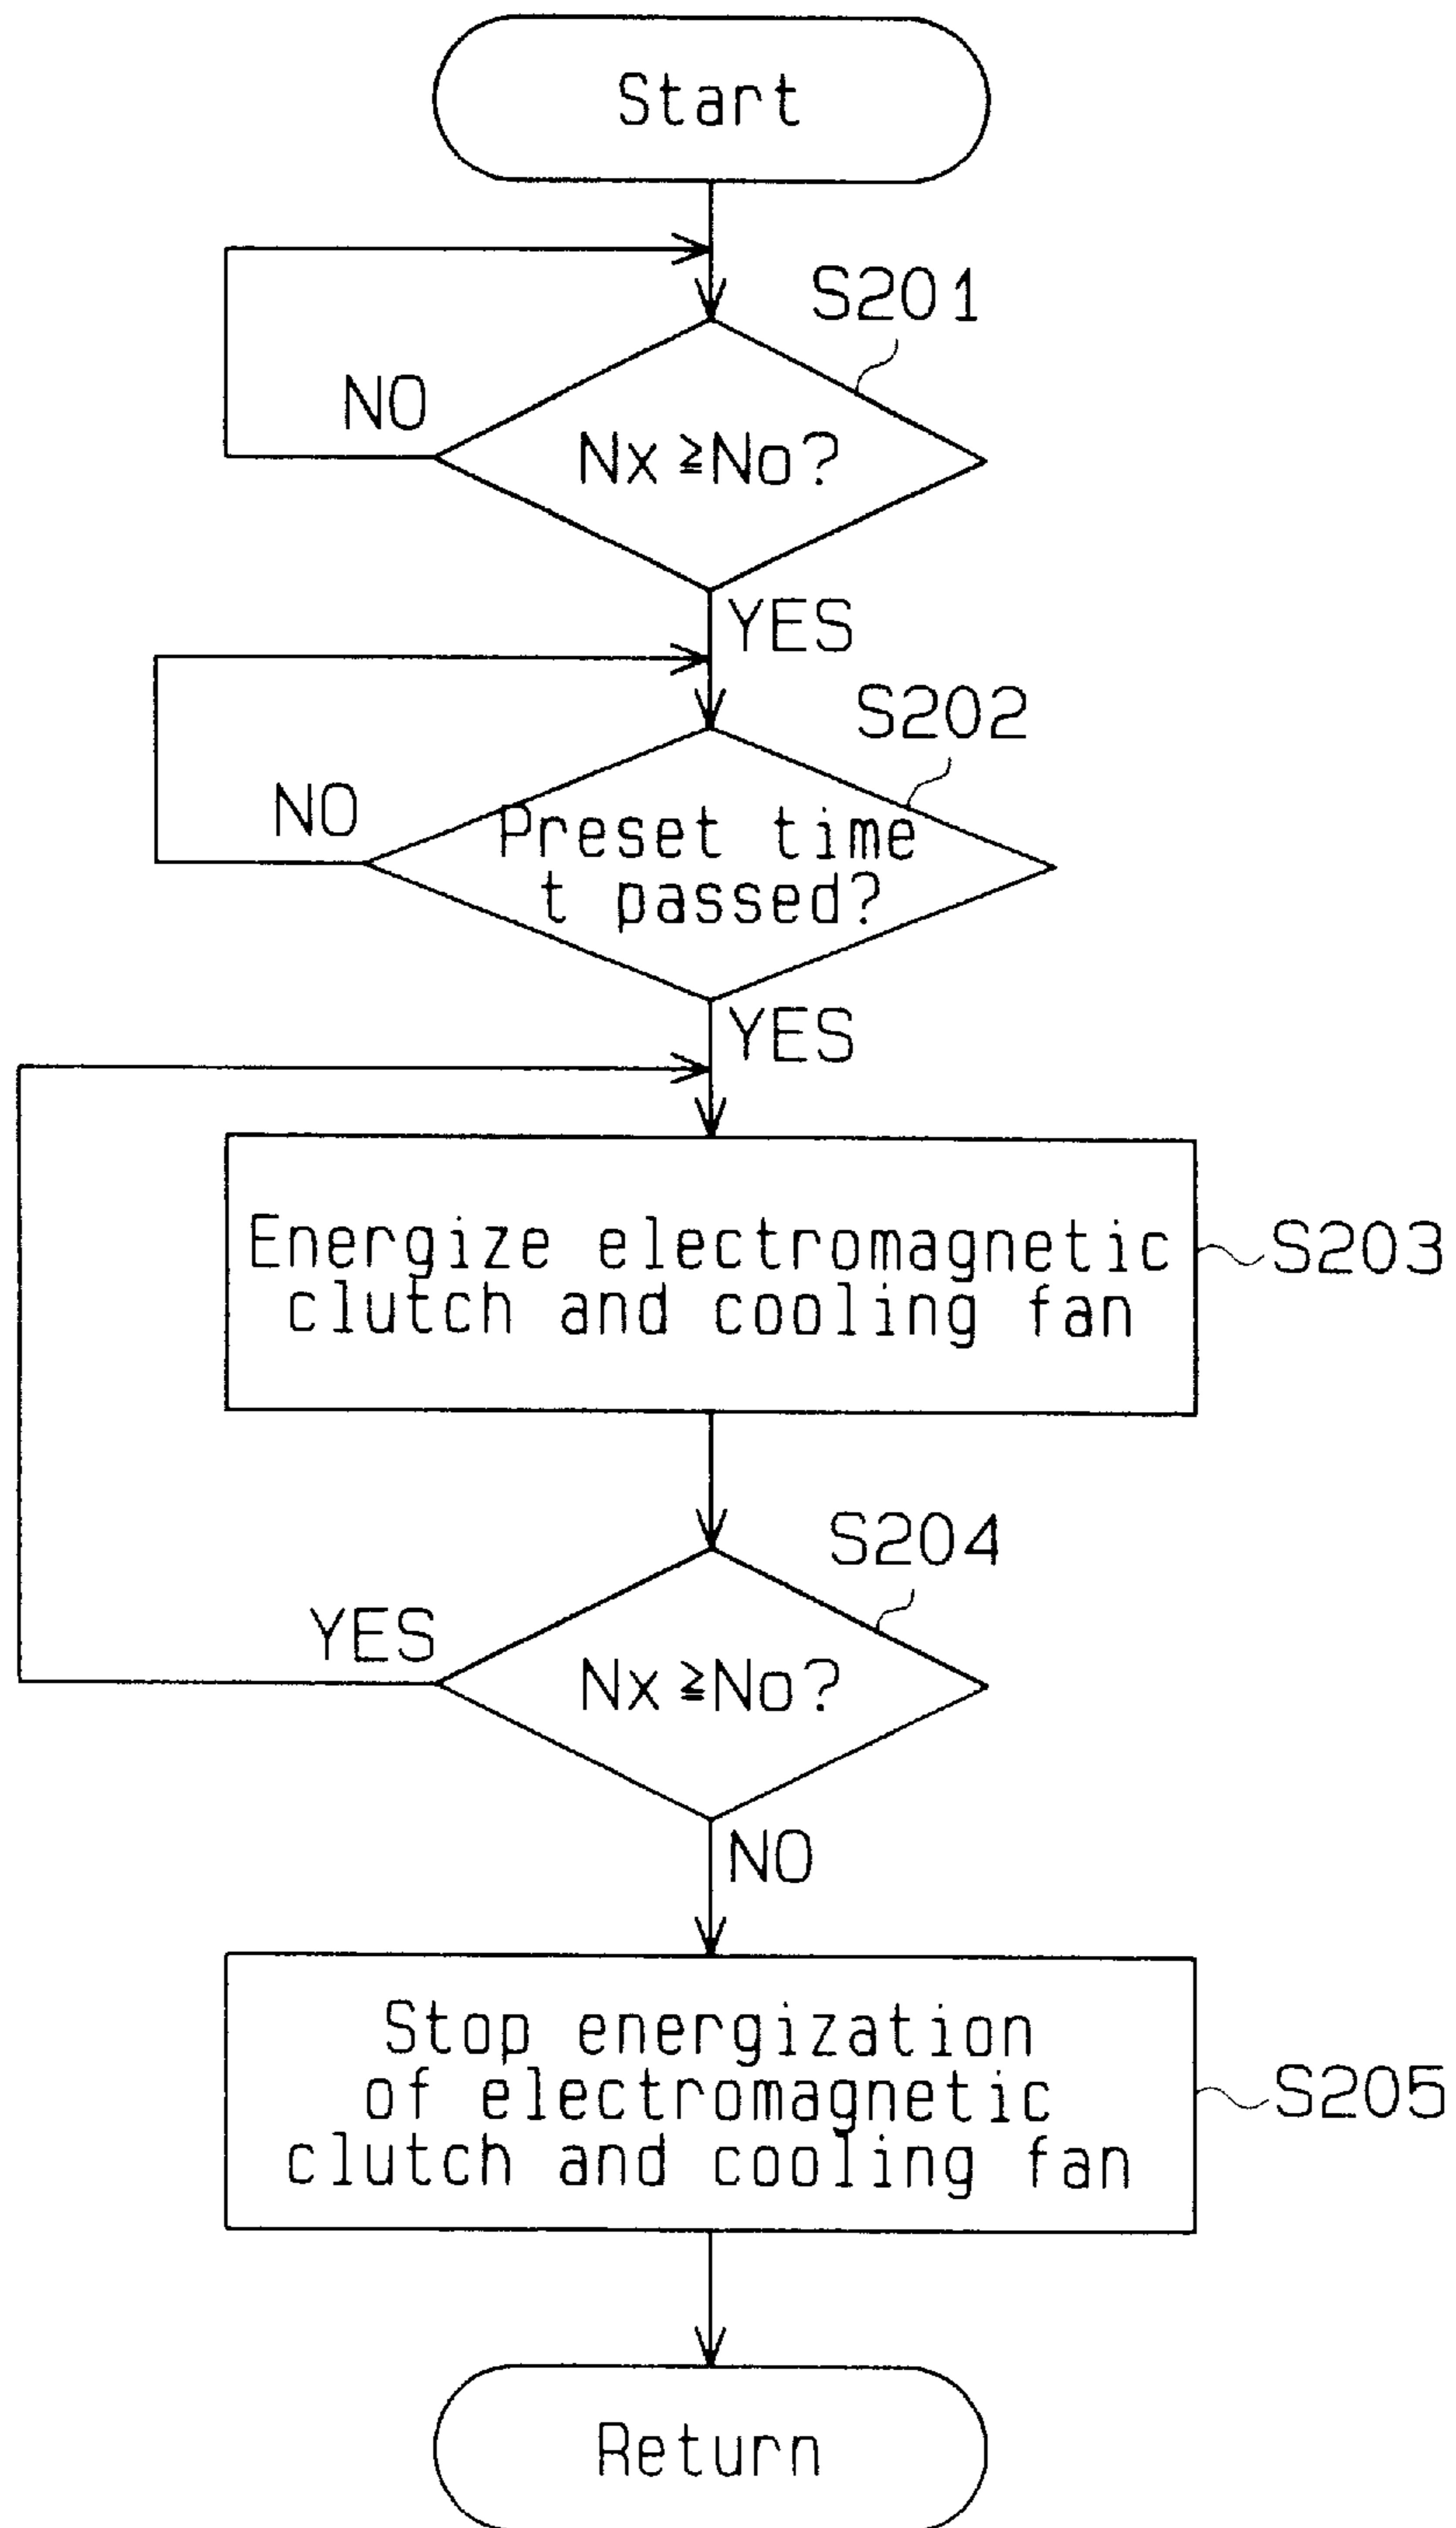 Start
S201
NO
Nx ≧No?
YES
S202
NO
Preset time
t passed?
YES
Energize electromagnetic
clutch and cooling fan
S203
S204
YES
Nx ≧No?
NO
Stop energization
of electromagnetic
clutch and cooling fan
S205
Return